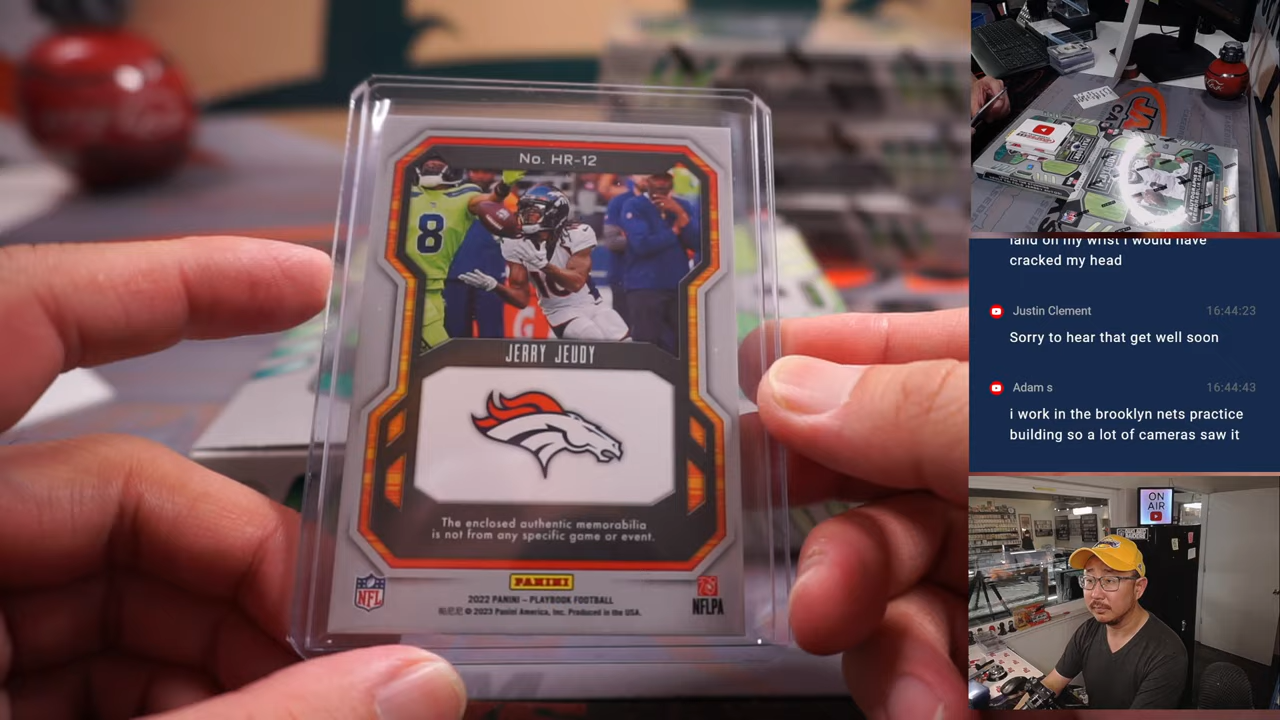 No. HR-12
8
JERRY JEUDY
The enclosed authentic memorabilia
is not from any specific game or event.
PANINI
NFL
2022 PANINI – PLAYBOOK FOOTBALL
© 2023 Panini America, Inc. Produced in the USA.
NFLPA
land on my wrist i would have
cracked my head
Justin Clement 16:44:23
Sorry to hear that get well soon
Adam s 16:44:43
i work in the brooklyn nets practice
building so a lot of cameras saw it
ON
AIR